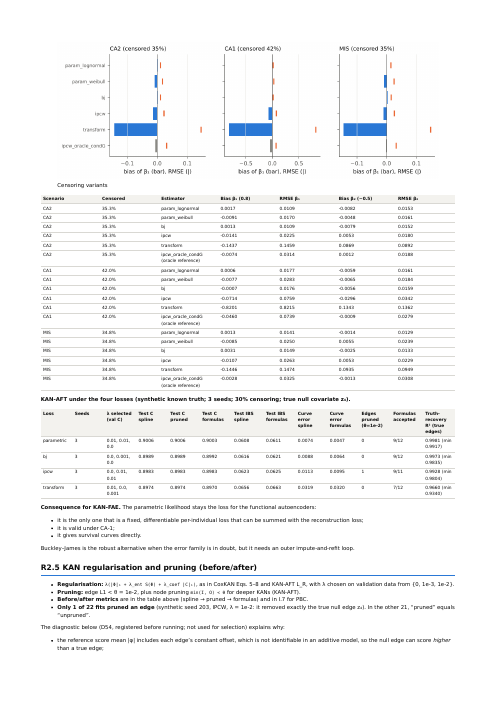 CA2 (censored 35%)
CA1 (censored 42%)
MIS (censored 35%)
param_lognormal
param_weibull
bj
ipcw
transform
ipcw_oracle_condG
−0.1 0.0 0.1
−0.5 0.0 0.5
−0.1 0.0 0.1
bias of β₁ (bar), RMSE (|)
bias of β₁ (bar), RMSE (|)
bias of β₁ (bar), RMSE (|)
Censoring variants
Scenario Censored Estimator Bias β₁ (0.8) RMSE β₁ Bias β₂ (−0.5) RMSE β₂
CA2 35.3% param_lognormal 0.0017 0.0109 -0.0082 0.0153
CA2 35.3% param_weibull -0.0091 0.0170 -0.0048 0.0161
CA2 35.3% bj 0.0013 0.0109 -0.0079 0.0152
CA2 35.3% ipcw -0.0141 0.0225 0.0053 0.0180
CA2 35.3% transform -0.1437 0.1459 0.0869 0.0892
CA2 35.3% ipcw_oracle_condG (oracle reference) -0.0074 0.0314 0.0012 0.0188
CA1 42.0% param_lognormal 0.0006 0.0177 -0.0059 0.0161
CA1 42.0% param_weibull -0.0077 0.0283 -0.0065 0.0184
CA1 42.0% bj -0.0007 0.0176 -0.0056 0.0159
CA1 42.0% ipcw -0.0714 0.0759 -0.0296 0.0342
CA1 42.0% transform -0.8201 0.8215 0.1343 0.1362
CA1 42.0% ipcw_oracle_condG (oracle reference) -0.0460 0.0739 -0.0009 0.0279
MIS 34.8% param_lognormal 0.0013 0.0141 -0.0014 0.0129
MIS 34.8% param_weibull -0.0085 0.0250 0.0055 0.0239
MIS 34.8% bj 0.0031 0.0149 -0.0025 0.0133
MIS 34.8% ipcw -0.0107 0.0263 0.0053 0.0229
MIS 34.8% transform -0.1446 0.1474 0.0935 0.0948
MIS 34.8% ipcw_oracle_condG (oracle reference) -0.0028 0.0325 -0.0013 0.0308
KAN-AFT under the four losses (synthetic known truth; 3 seeds; 30% censoring; true null covariate z₄).
Loss Seeds λ selected (val C) Test C spline Test C pruned Test C formulas Test IBS spline Test IBS formulas Curve error spline Curve error formulas Edges pruned (θ=1e-2) Formulas accepted Truth-recovery R² (true edges)
parametric 3 0.01, 0.01, 0.0 0.9006 0.9006 0.9003 0.0608 0.0611 0.0074 0.0047 0 9/12 0.9981 (min 0.9917)
bj 3 0.0, 0.001, 0.0 0.8989 0.8989 0.8992 0.0616 0.0621 0.0088 0.0064 0 9/12 0.9973 (min 0.9835)
ipcw 3 0.0, 0.01, 0.01 0.8983 0.8983 0.8983 0.0623 0.0625 0.0113 0.0095 1 9/11 0.9928 (min 0.9804)
transform 3 0.01, 0.0, 0.001 0.8974 0.8974 0.8970 0.0656 0.0663 0.0319 0.0320 0 7/12 0.9660 (min 0.9340)
Consequence for KAN-FAE. The parametric likelihood stays the loss for the functional autoencoders:
• it is the only one that is a fixed, differentiable per-individual loss that can be summed with the reconstruction loss;
• it is valid under CA-1;
• it gives survival curves directly.
Buckley-James is the robust alternative when the error family is in doubt, but it needs an outer impute-and-refit loop.
R2.5 KAN regularisation and pruning (before/after)
• Regularisation: as in CoxKAN Eqs. 5–8 and KAN-AFT L_R, with λ chosen on validation data from {0, 1e-3, 1e-2}.
• Pruning: edge L1 < θ = 1e-2, plus node pruning for deeper KANs (KAN-AFT).
• Before/after metrics are in the table above (spline → pruned → formulas) and in I.7 for PBC.
• Only 1 of 22 fits pruned an edge (synthetic seed 203, IPCW, λ = 1e-2: it removed exactly the true null edge z₄). In the other 21, "pruned" equals "unpruned".
The diagnostic below (D54, registered before running; not used for selection) explains why:
• the reference score mean |φ| includes each edge's constant offset, which is not identifiable in an additive model, so the null edge can score higher than a true edge;